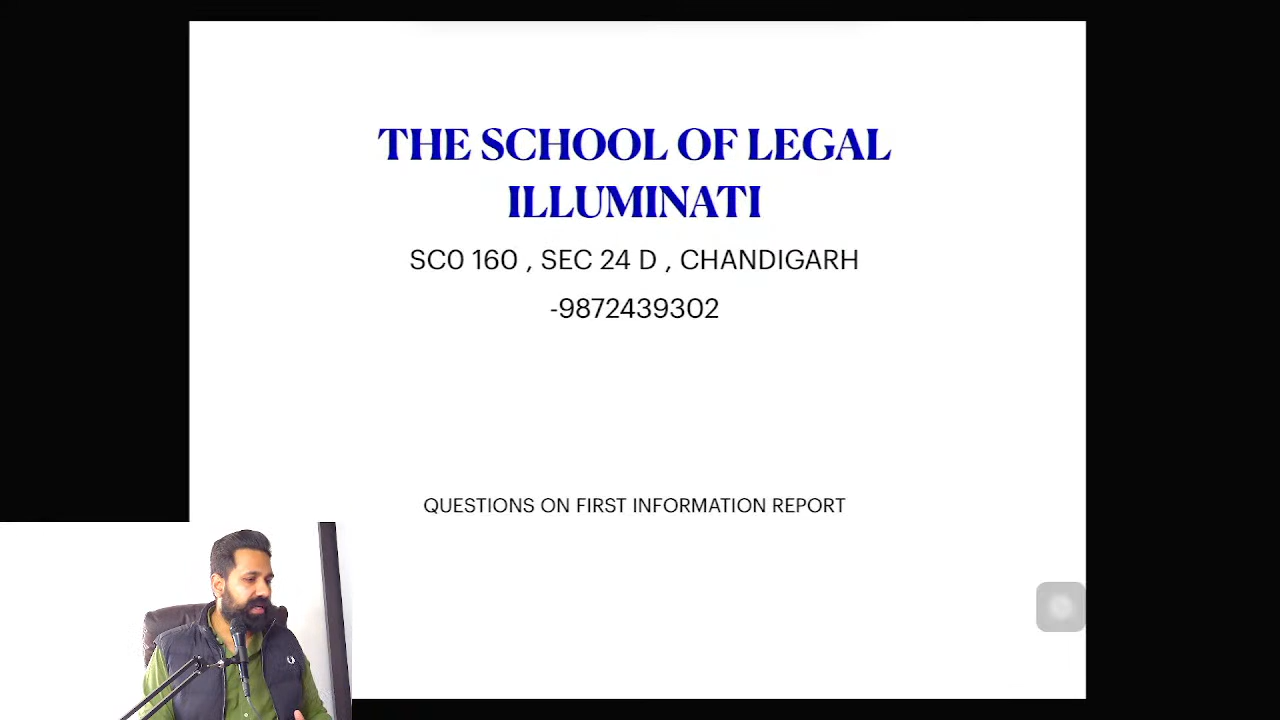 THE SCHOOL OF LEGAL
ILLUMINATI
SC0 160 , SEC 24 D , CHANDIGARH
-9872439302
QUESTIONS ON FIRST INFORMATION REPORT